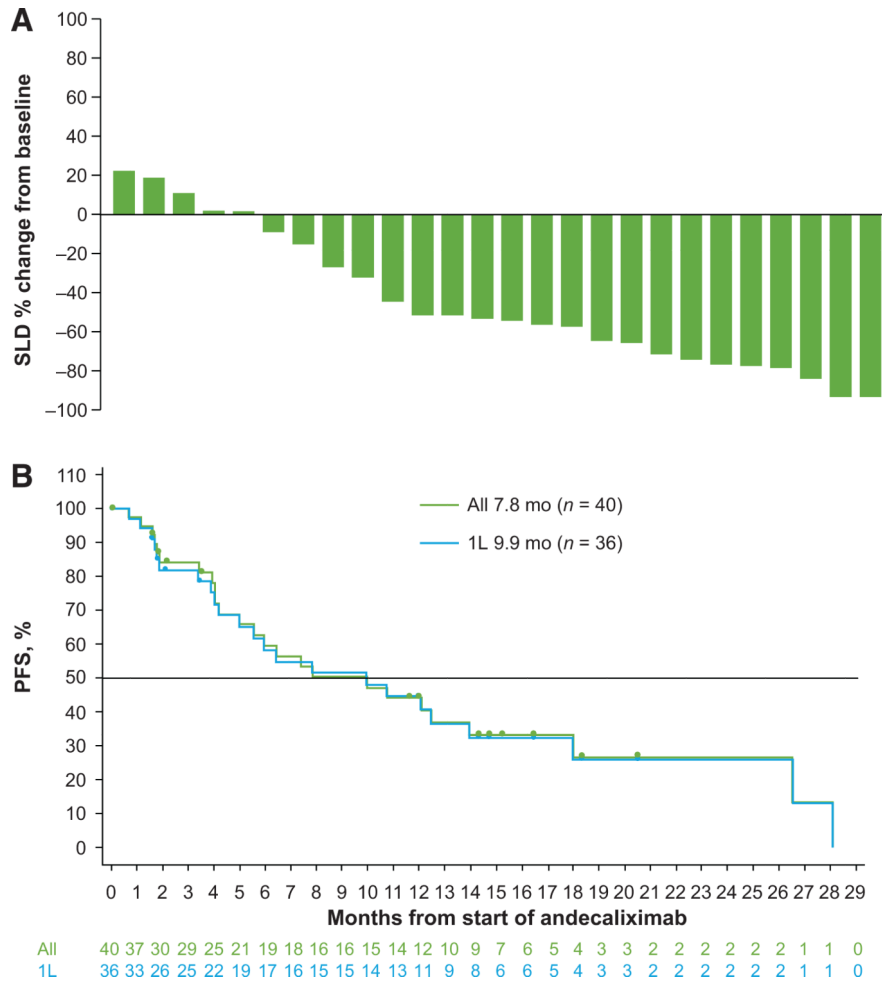 A
SLD % change from baseline
100
80
60
40
20
0
–20
–40
–60
–80
–100
B
PFS, %
110
100
90
80
70
60
50
40
30
20
10
0
All 7.8 mo (n = 40)
1L 9.9 mo (n = 36)
0 1 2 3 4 5 6 7 8 9 10 11 12 13 14 15 16 17 18 19 20 21 22 23 24 25 26 27 28 29
Months from start of andecaliximab
All 40 37 30 29 25 21 19 18 16 16 15 14 12 10 9 7 6 5 4 3 3 2 2 2 2 2 2 1 1 0
1L 36 33 26 25 22 19 17 16 15 15 14 13 11 9 8 6 6 5 4 3 3 2 2 2 2 2 2 1 1 0